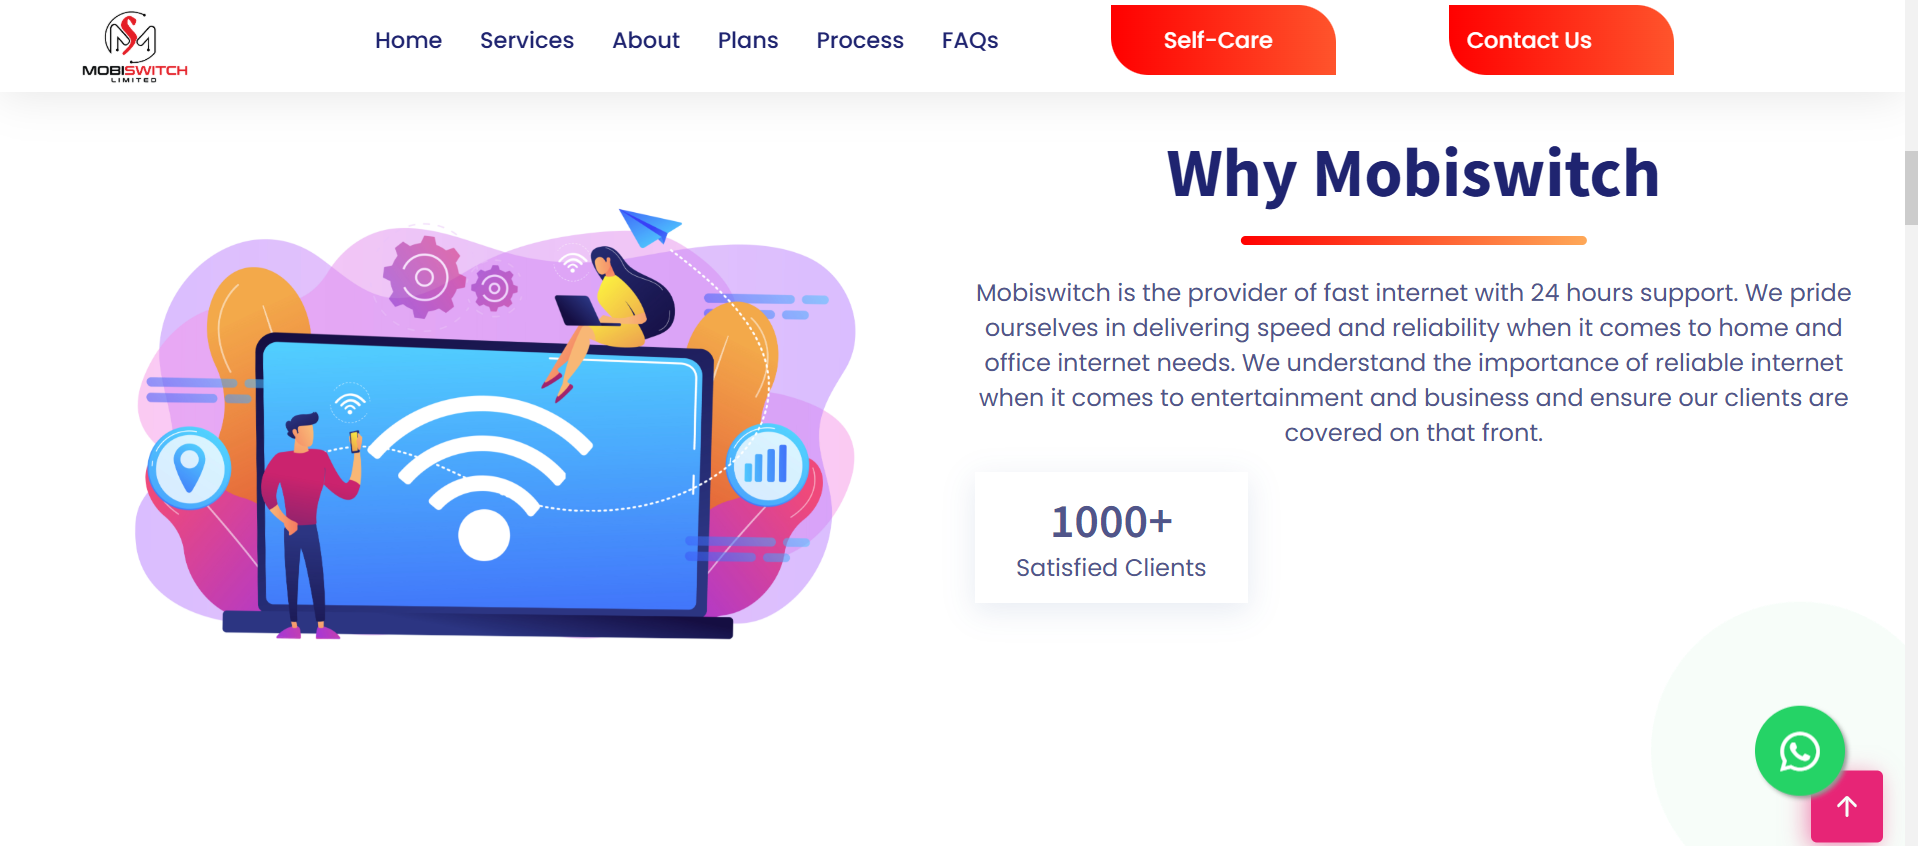 MOBISWITCH
LIMITED
Home Services About Plans Process FAQs Self-Care Contact Us
Why Mobiswitch
Mobiswitch is the provider of fast internet with 24 hours support. We pride
ourselves in delivering speed and reliability when it comes to home and
office internet needs. We understand the importance of reliable internet
when it comes to entertainment and business and ensure our clients are
covered on that front.
1000+
Satisfied Clients